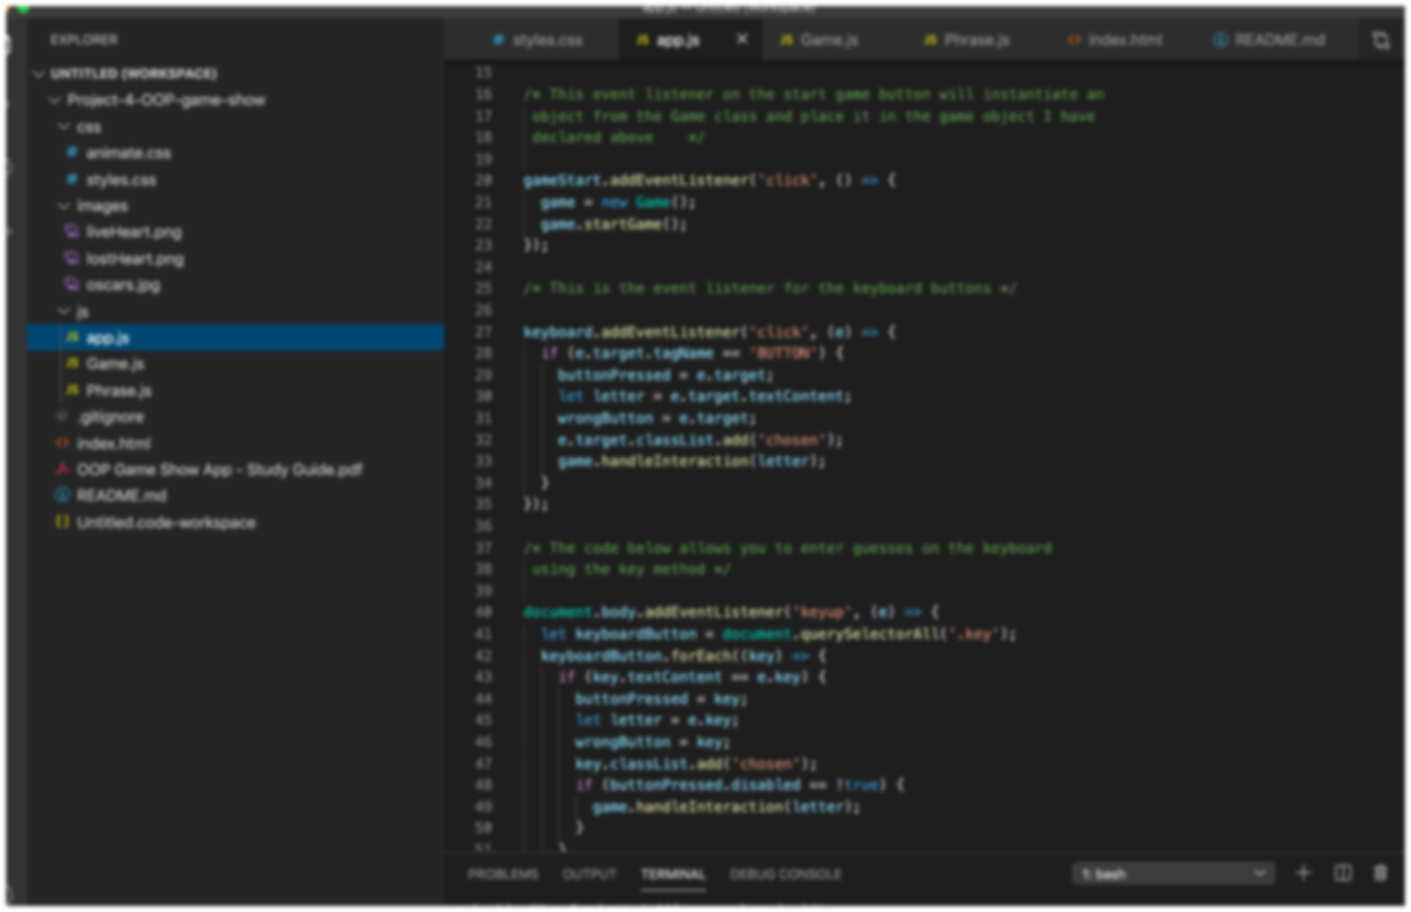 EXPLORER
UNTITLED (WORKSPACE)
Project-4-OOP-game-show
css
animate.css
styles.css
images
liveHeart.png
lostHeart.png
oscars.jpg
js
app.js
Game.js
Phrase.js
.gitignore
index.html
OOP Game Show App - Study Guide.pdf
README.md
Untitled.code-workspace
styles.css app.js Game.js Phrase.js index.html README.md
15
16 /* This event listener on the start game button will instantiate an
17 object from the Game class and place it in the game object I have
18 declared above */
19
20 gameStart.addEventListener('click', () => {
21 game = new Game();
22 game.startGame();
23 });
24
25 /* This is the event listener for the keyboard buttons */
26
27 keyboard.addEventListener('click', (e) => {
28 if (e.target.tagName == 'BUTTON') {
29 buttonPressed = e.target;
30 let letter = e.target.textContent;
31 wrongButton = e.target;
32 e.target.classList.add('chosen');
33 game.handleInteraction(letter);
34 }
35 });
36
37 /* The code below allows you to enter guesses on the keyboard
38 using the key method */
39
40 document.body.addEventListener('keyup', (e) => {
41 let keyboardButton = document.querySelectorAll('.key');
42 keyboardButton.forEach((key) => {
43 if (key.textContent == e.key) {
44 buttonPressed = key;
45 let letter = e.key;
46 wrongButton = key;
47 key.classList.add('chosen');
48 if (buttonPressed.disabled == !true) {
49 game.handleInteraction(letter);
50 }
51 }
PROBLEMS OUTPUT TERMINAL DEBUG CONSOLE 1: bash